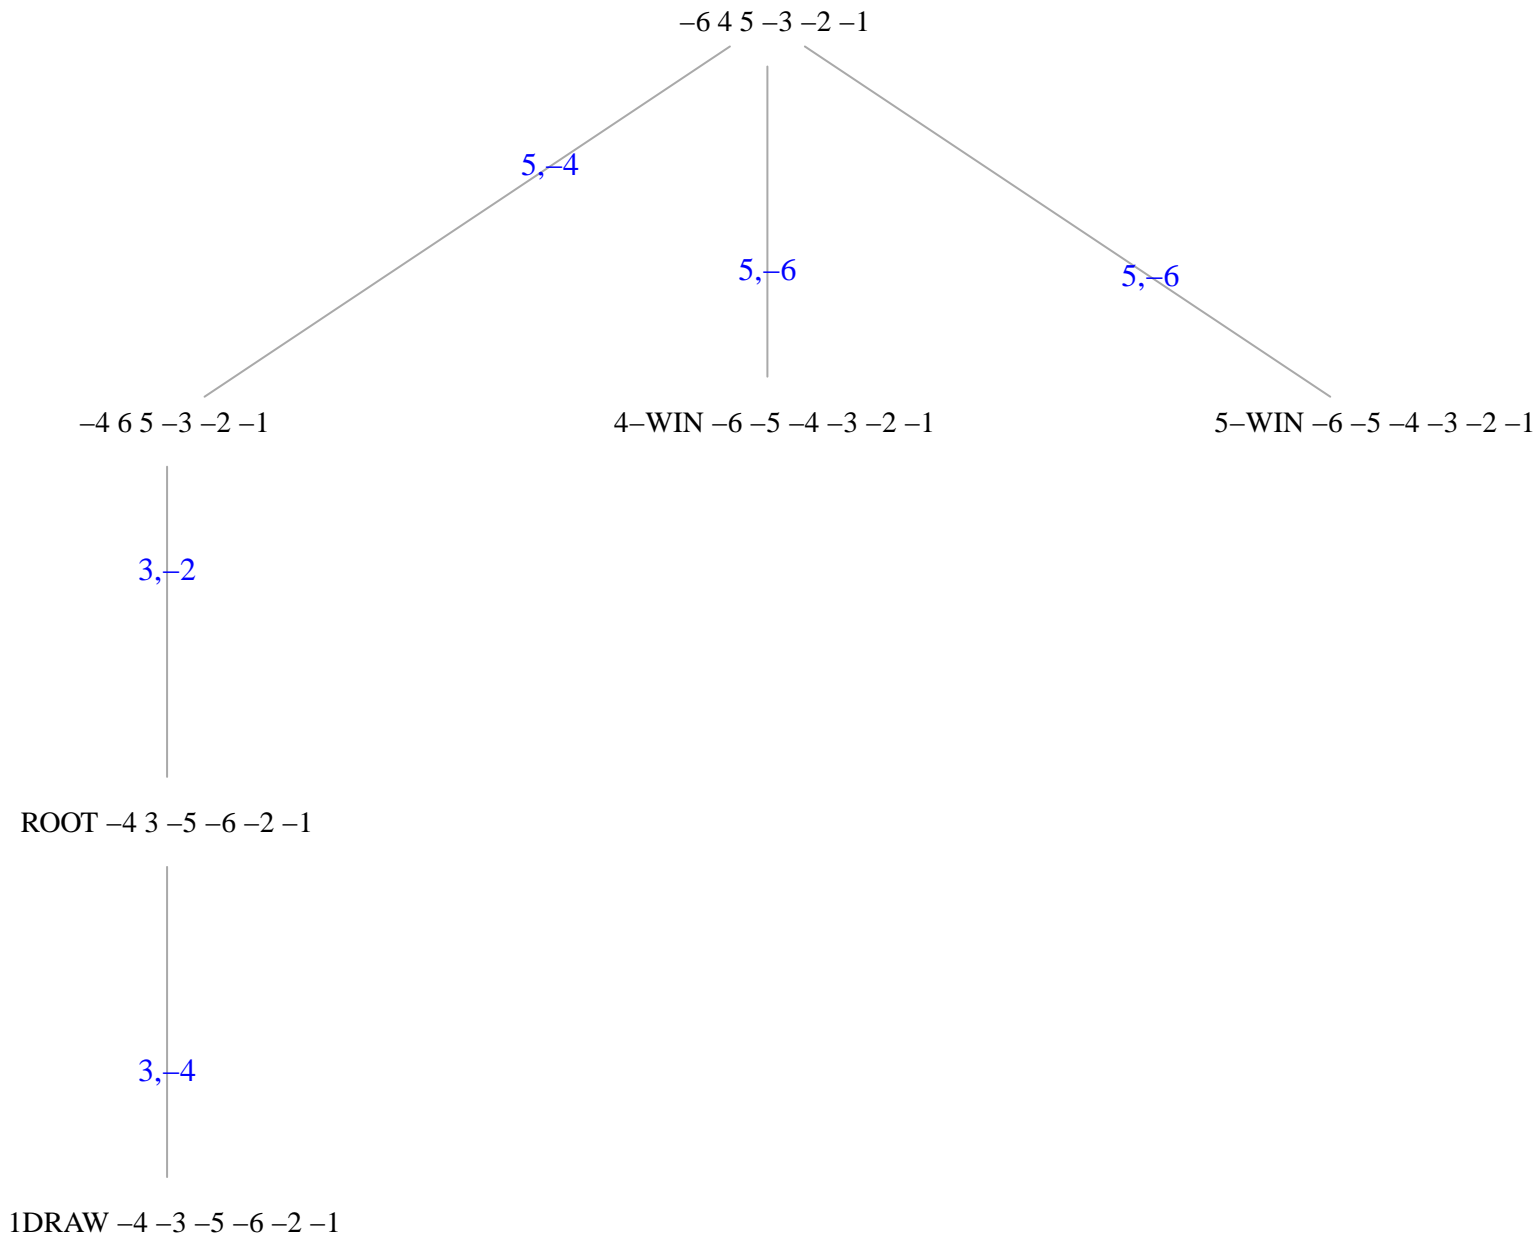 –6 4 5 –3 –2 –1
5,–4
5,–6
5,–6
–4 6 5 –3 –2 –1
4–WIN –6 –5 –4 –3 –2 –1
5–WIN –6 –5 –4 –3 –2 –1
3,–2
ROOT –4 3 –5 –6 –2 –1
3,–4
1DRAW –4 –3 –5 –6 –2 –1